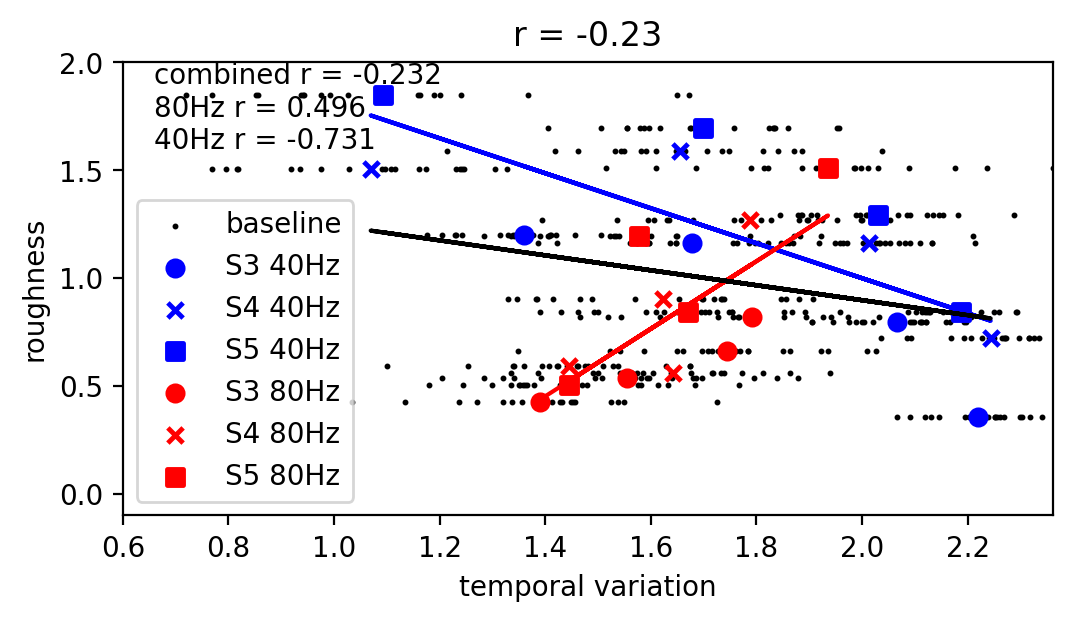 r = -0.23
combined r = -0.232
80Hz r = 0.496
40Hz r = -0.731
baseline
S3 40Hz
S4 40Hz
S5 40Hz
S3 80Hz
S4 80Hz
S5 80Hz
roughness
2.0
1.5
1.0
0.5
0.0
0.6 0.8 1.0 1.2 1.4 1.6 1.8 2.0 2.2
temporal variation